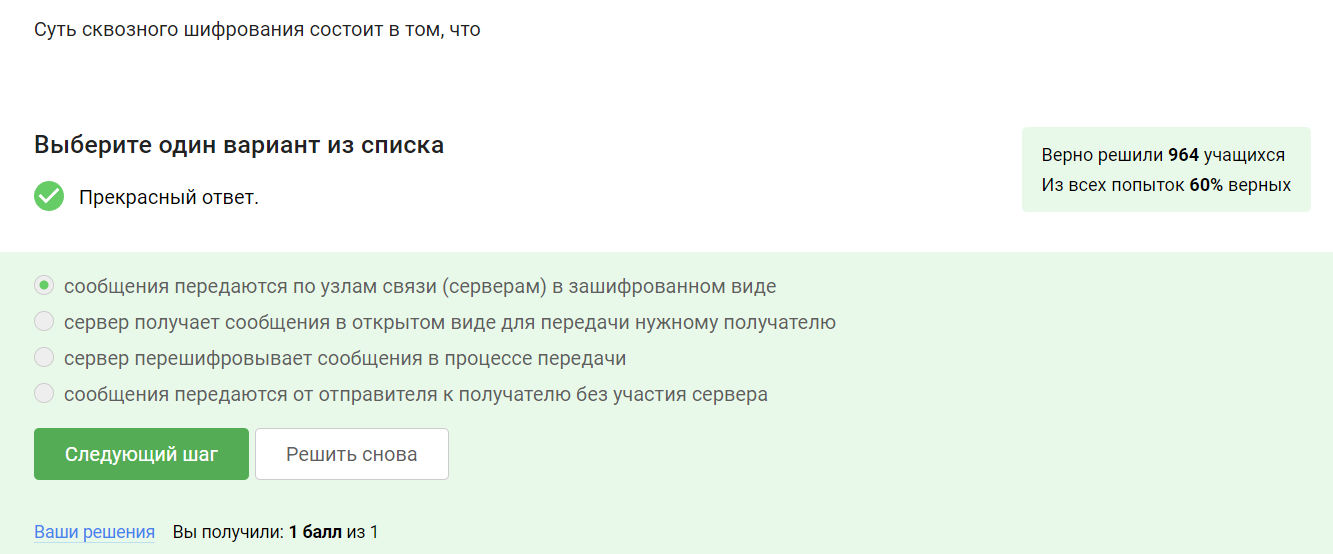 Суть сквозного шифрования состоит в том, что
Выберите один вариант из списка
Прекрасный ответ.
Верно решили 964 учащихся
Из всех попыток 60% верных
сообщения передаются по узлам связи (серверам) в зашифрованном виде
сервер получает сообщения в открытом виде для передачи нужному получателю
сервер перешифровывает сообщения в процессе передачи
сообщения передаются от отправителя к получателю без участия сервера
Следующий шаг
Решить снова
Ваши решения Вы получили: 1 балл из 1